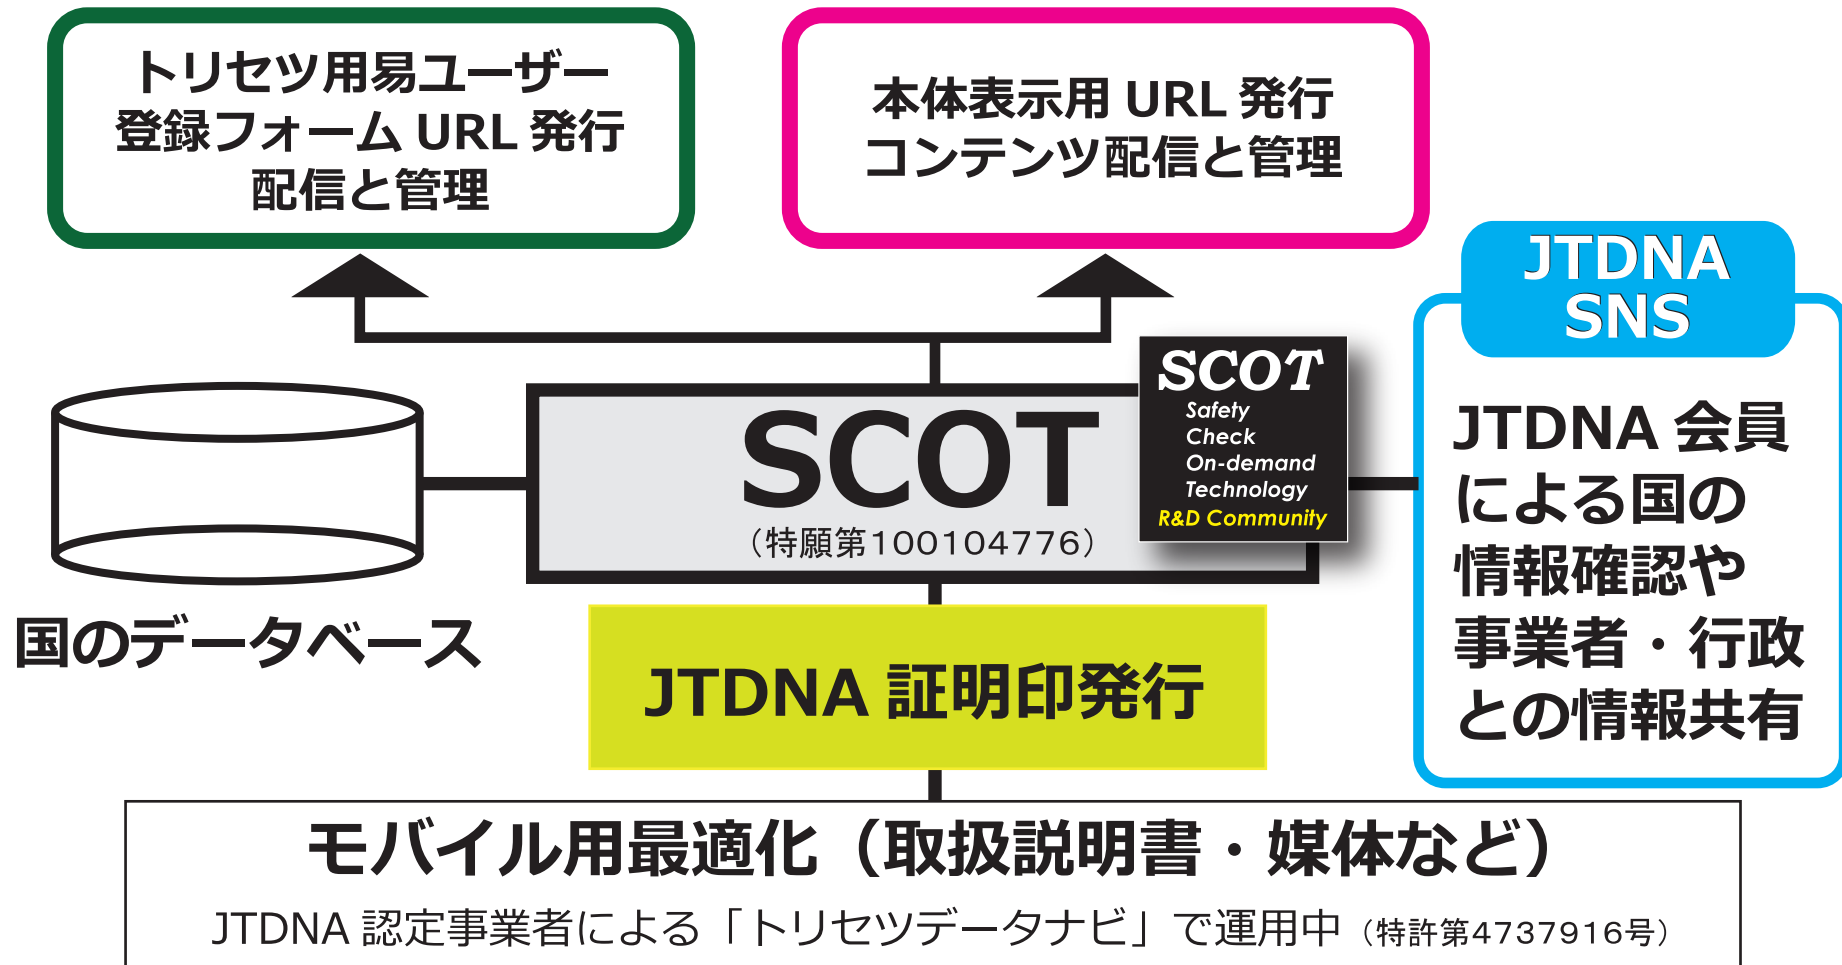 トリセツ用易ユーザー
登録フォーム URL 発行
配信と管理
本体表示用 URL 発行
コンテンツ配信と管理
JTDNA
SNS
JTDNA 会員
による国の
情報確認や
事業者・行政
との情報共有
SCOT
（特願第100104776）
SCOT
Safety
Check
On-demand
Technology
R&D Community
国のデータベース
JTDNA 証明印発行
モバイル用最適化（取扱説明書・媒体など）
JTDNA 認定事業者による「トリセツデータナビ」で運用中（特許第4737916号）